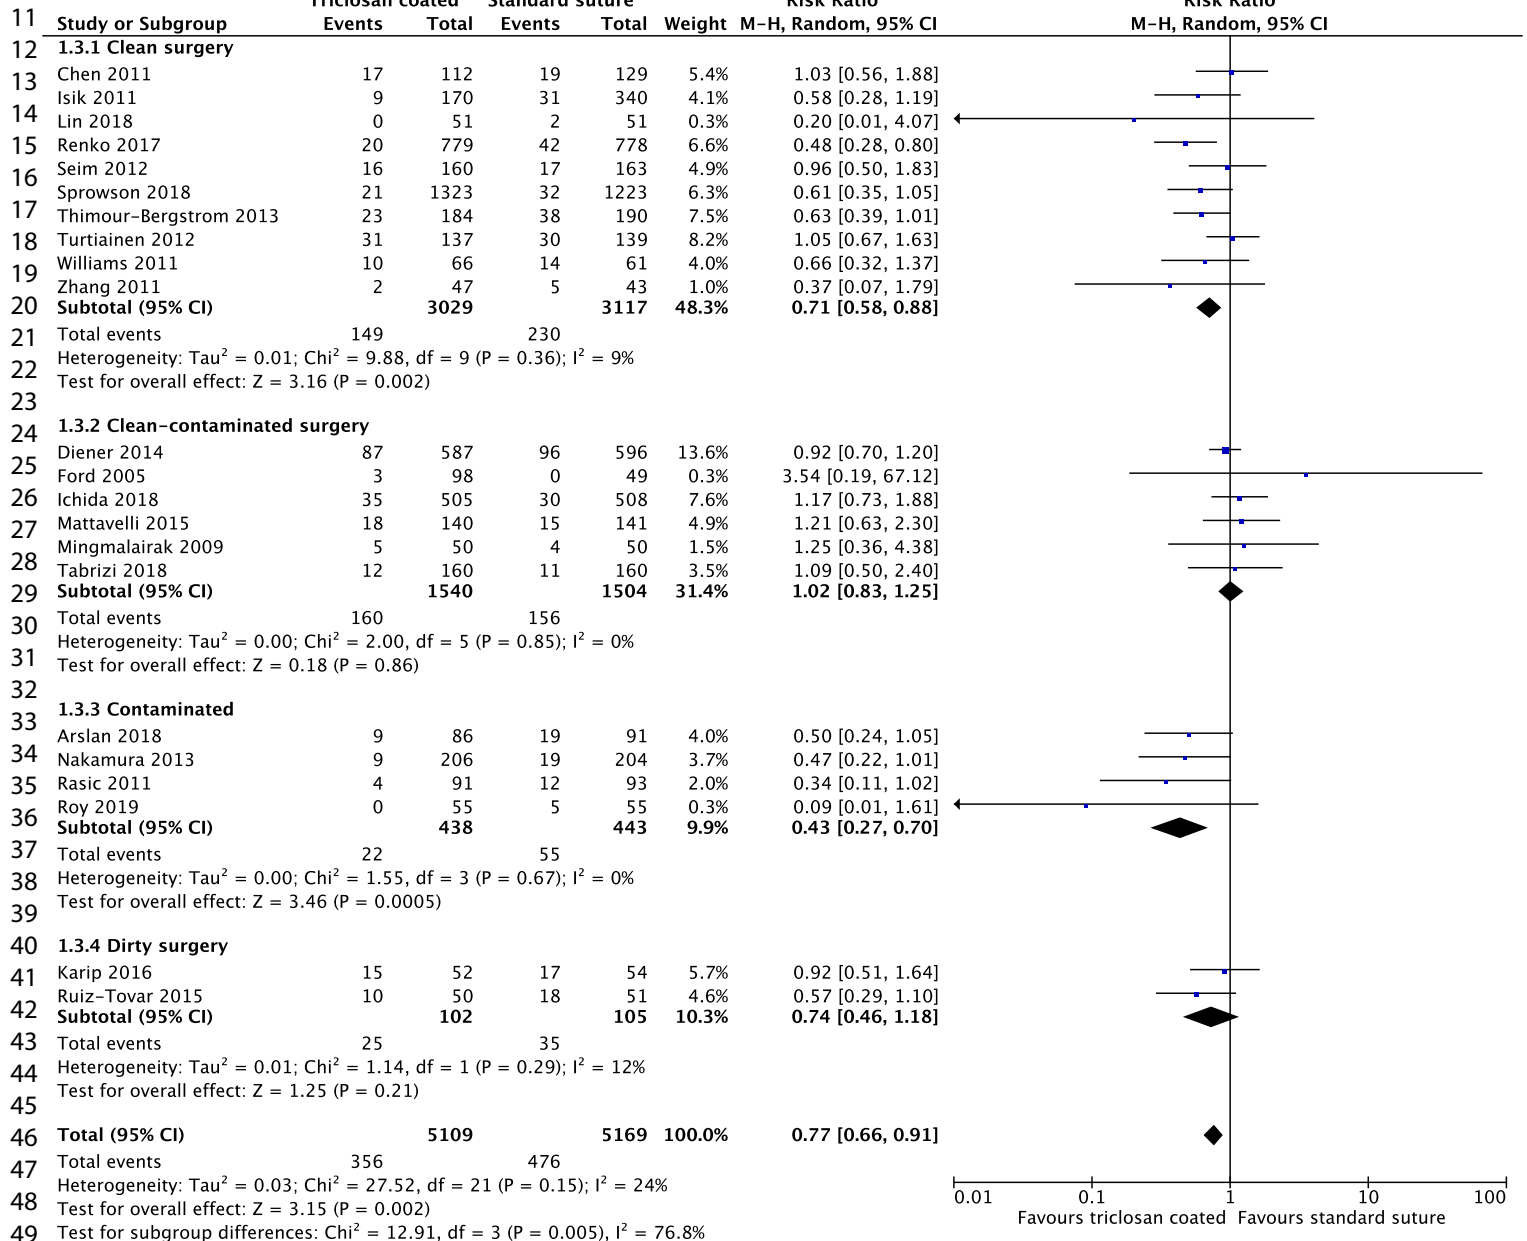 11 Triclosan coated Standard suture Risk Ratio Risk Ratio
Study or Subgroup Events Total Events Total Weight M-H, Random, 95% CI M-H, Random, 95% CI
12 1.3.1 Clean surgery
13 Chen 2011 17 112 19 129 5.4% 1.03 [0.56, 1.88]
Isik 2011 9 170 31 340 4.1% 0.58 [0.28, 1.19]
14 Lin 2018 0 51 2 51 0.3% 0.20 [0.01, 4.07]
15 Renko 2017 20 779 42 778 6.6% 0.48 [0.28, 0.80]
16 Seim 2012 16 160 17 163 4.9% 0.96 [0.50, 1.83]
Sprowson 2018 21 1323 32 1223 6.3% 0.61 [0.35, 1.05]
17 Thimour-Bergstrom 2013 23 184 38 190 7.5% 0.63 [0.39, 1.01]
18 Turtiainen 2012 31 137 30 139 8.2% 1.05 [0.67, 1.63]
19 Williams 2011 10 66 14 61 4.0% 0.66 [0.32, 1.37]
Zhang 2011 2 47 5 43 1.0% 0.37 [0.07, 1.79]
20 Subtotal (95% CI) 3029 3117 48.3% 0.71 [0.58, 0.88]
21 Total events 149 230
22 Heterogeneity: Tau² = 0.01; Chi² = 9.88, df = 9 (P = 0.36); I² = 9%
Test for overall effect: Z = 3.16 (P = 0.002)
23
24 1.3.2 Clean-contaminated surgery
25 Diener 2014 87 587 96 596 13.6% 0.92 [0.70, 1.20]
Ford 2005 3 98 0 49 0.3% 3.54 [0.19, 67.12]
26 Ichida 2018 35 505 30 508 7.6% 1.17 [0.73, 1.88]
27 Mattavelli 2015 18 140 15 141 4.9% 1.21 [0.63, 2.30]
28 Mingmalairak 2009 5 50 4 50 1.5% 1.25 [0.36, 4.38]
Tabrizi 2018 12 160 11 160 3.5% 1.09 [0.50, 2.40]
29 Subtotal (95% CI) 1540 1504 31.4% 1.02 [0.83, 1.25]
30 Total events 160 156
31 Heterogeneity: Tau² = 0.00; Chi² = 2.00, df = 5 (P = 0.85); I² = 0%
Test for overall effect: Z = 0.18 (P = 0.86)
32
33 1.3.3 Contaminated
34 Arslan 2018 9 86 19 91 4.0% 0.50 [0.24, 1.05]
Nakamura 2013 9 206 19 204 3.7% 0.47 [0.22, 1.01]
35 Rasic 2011 4 91 12 93 2.0% 0.34 [0.11, 1.02]
36 Roy 2019 0 55 5 55 0.3% 0.09 [0.01, 1.61]
Subtotal (95% CI) 438 443 9.9% 0.43 [0.27, 0.70]
37 Total events 22 55
38 Heterogeneity: Tau² = 0.00; Chi² = 1.55, df = 3 (P = 0.67); I² = 0%
39 Test for overall effect: Z = 3.46 (P = 0.0005)
40 1.3.4 Dirty surgery
41 Karip 2016 15 52 17 54 5.7% 0.92 [0.51, 1.64]
Ruiz-Tovar 2015 10 50 18 51 4.6% 0.57 [0.29, 1.10]
42 Subtotal (95% CI) 102 105 10.3% 0.74 [0.46, 1.18]
43 Total events 25 35
44 Heterogeneity: Tau² = 0.01; Chi² = 1.14, df = 1 (P = 0.29); I² = 12%
45 Test for overall effect: Z = 1.25 (P = 0.21)
46 Total (95% CI) 5109 5169 100.0% 0.77 [0.66, 0.91]
47 Total events 356 476
Heterogeneity: Tau² = 0.03; Chi² = 27.52, df = 21 (P = 0.15); I² = 24%
0.01 0.1 1 10 100
48 Test for overall effect: Z = 3.15 (P = 0.002)
Favours triclosan coated Favours standard suture
49 Test for subgroup differences: Chi² = 12.91, df = 3 (P = 0.005), I² = 76.8%